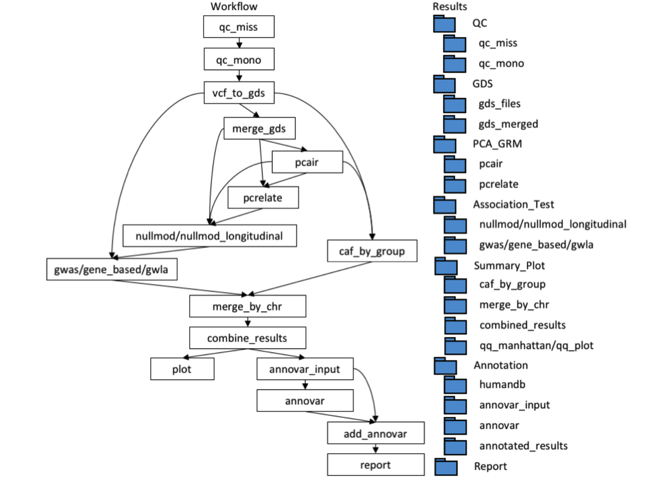 Workflow
qc_miss
qc_mono
vcf_to_gds
merge_gds
pcair
pcrelate
nullmod/nullmod_longitudinal
caf_by_group
gwas/gene_based/gwla
merge_by_chr
combine_results
plot
annovar_input
annovar
add_annovar
report
Results
QC
qc_miss
qc_mono
GDS
gds_files
gds_merged
PCA_GRM
pcair
pcrelate
Association_Test
nullmod/nullmod_longitudinal
gwas/gene_based/gwla
Summary_Plot
caf_by_group
merge_by_chr
combined_results
qq_manhattan/qq_plot
Annotation
humandb
annovar_input
annovar
annotated_results
Report